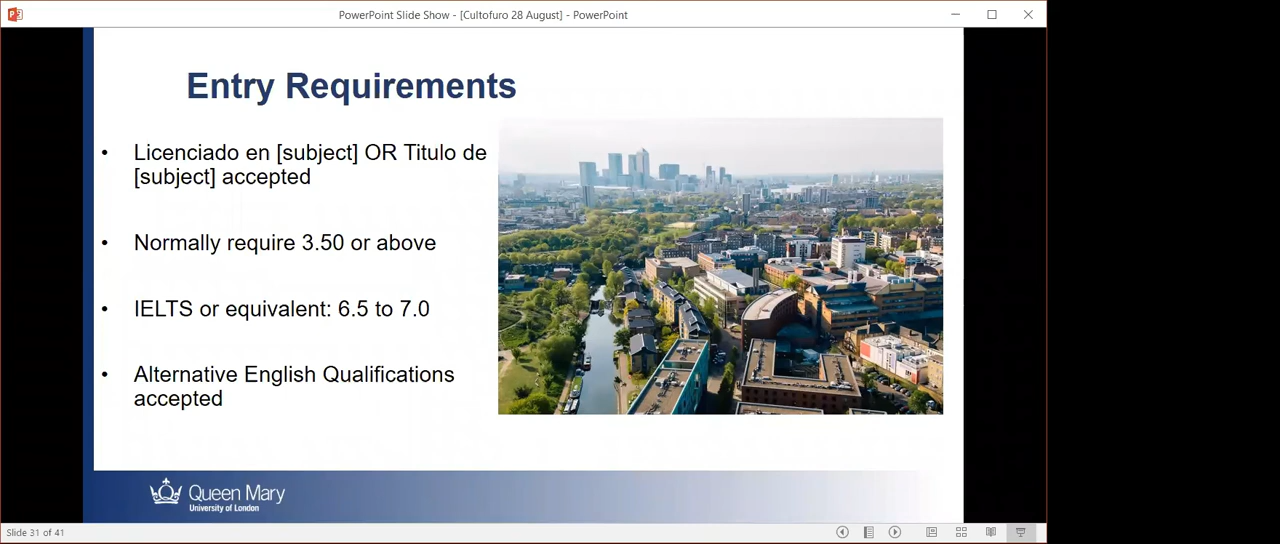 PowerPoint Slide Show - [Cultofuro 28 August] - PowerPoint
Entry Requirements
• Licenciado en [subject] OR Titulo de
[subject] accepted
• Normally require 3.50 or above
• IELTS or equivalent: 6.5 to 7.0
• Alternative English Qualifications
accepted
Queen Mary
University of London
Slide 31 of 41